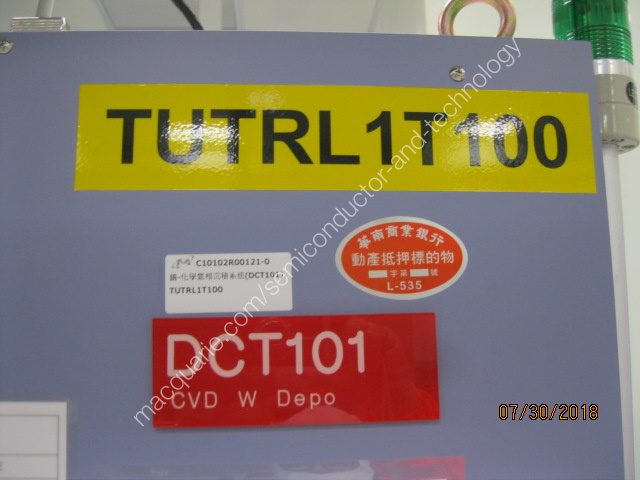 TUTRL1T100
C10102R00121-0
鎢-化學氣相沉積系統(DCT101)
TUTRL1T100
華南商業銀行
動產抵押標的物
字第 號
L-535
DCT101
CVD W Depo
07/30/2018
macquarie.com/semiconductor-and-technology